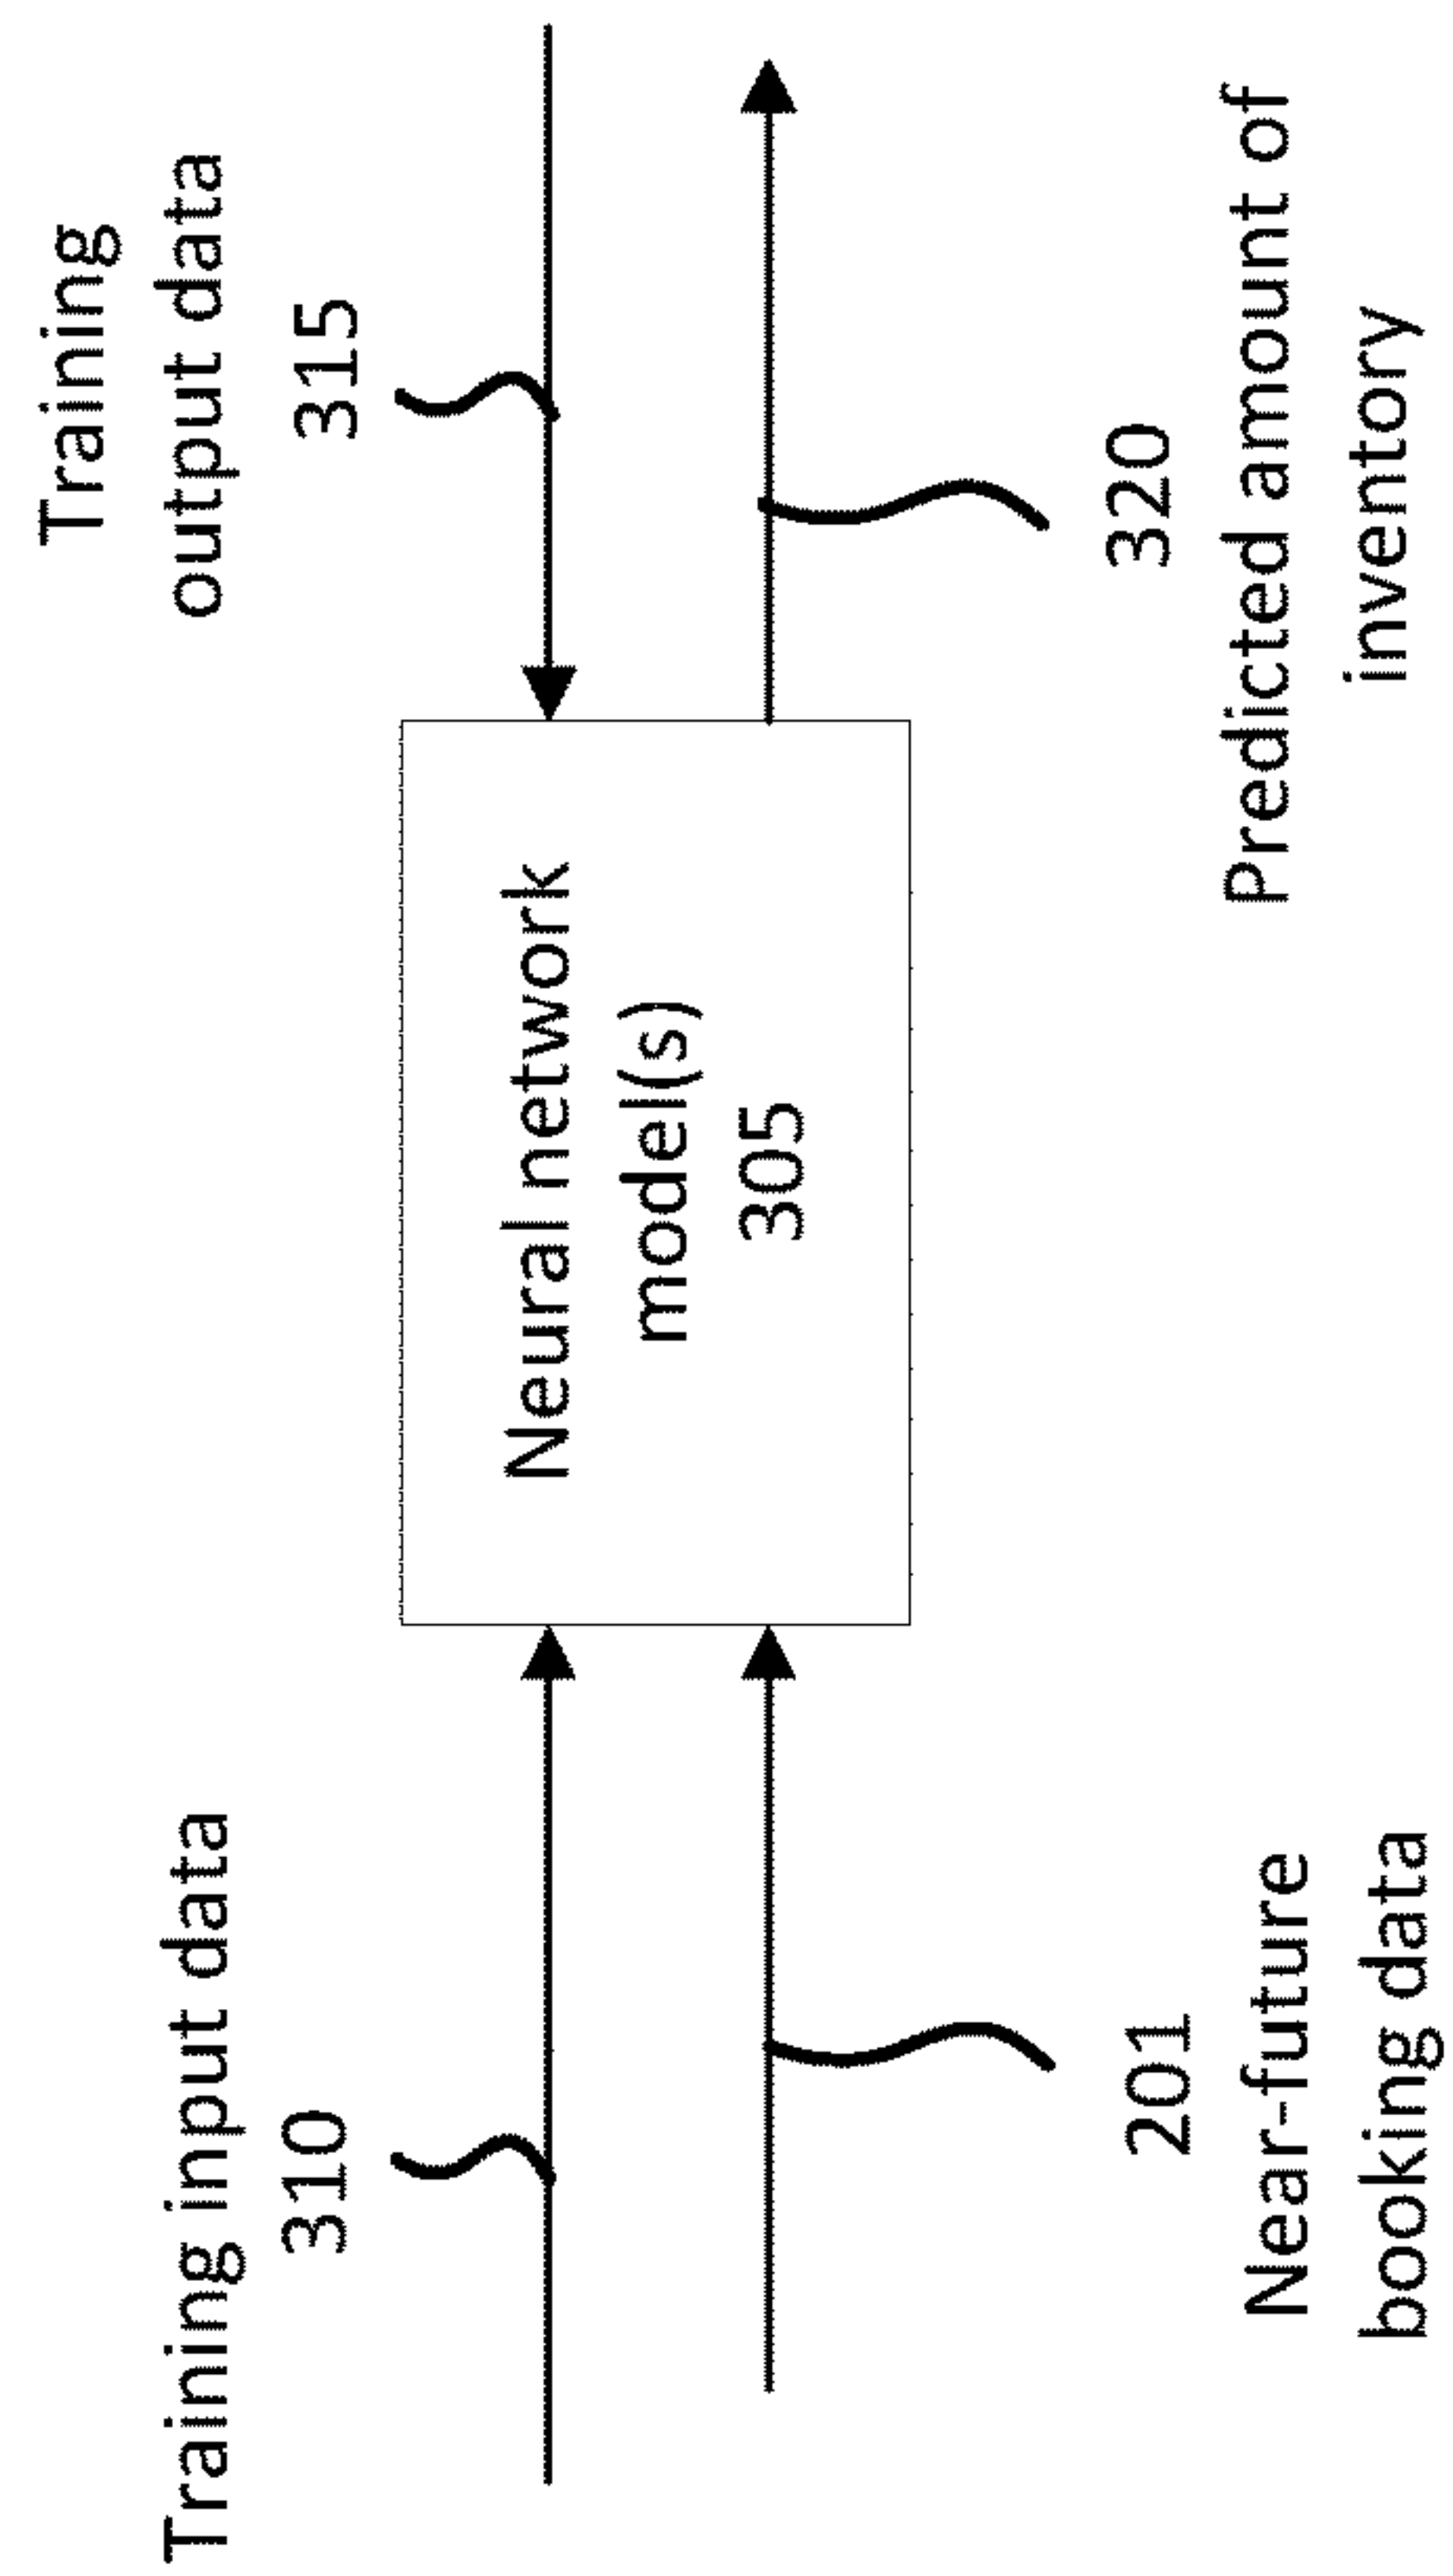 Training input data
310
Training
output data
315
Neural network
model(s)
305
201
Near-future
booking data
320
Predicted amount of
inventory